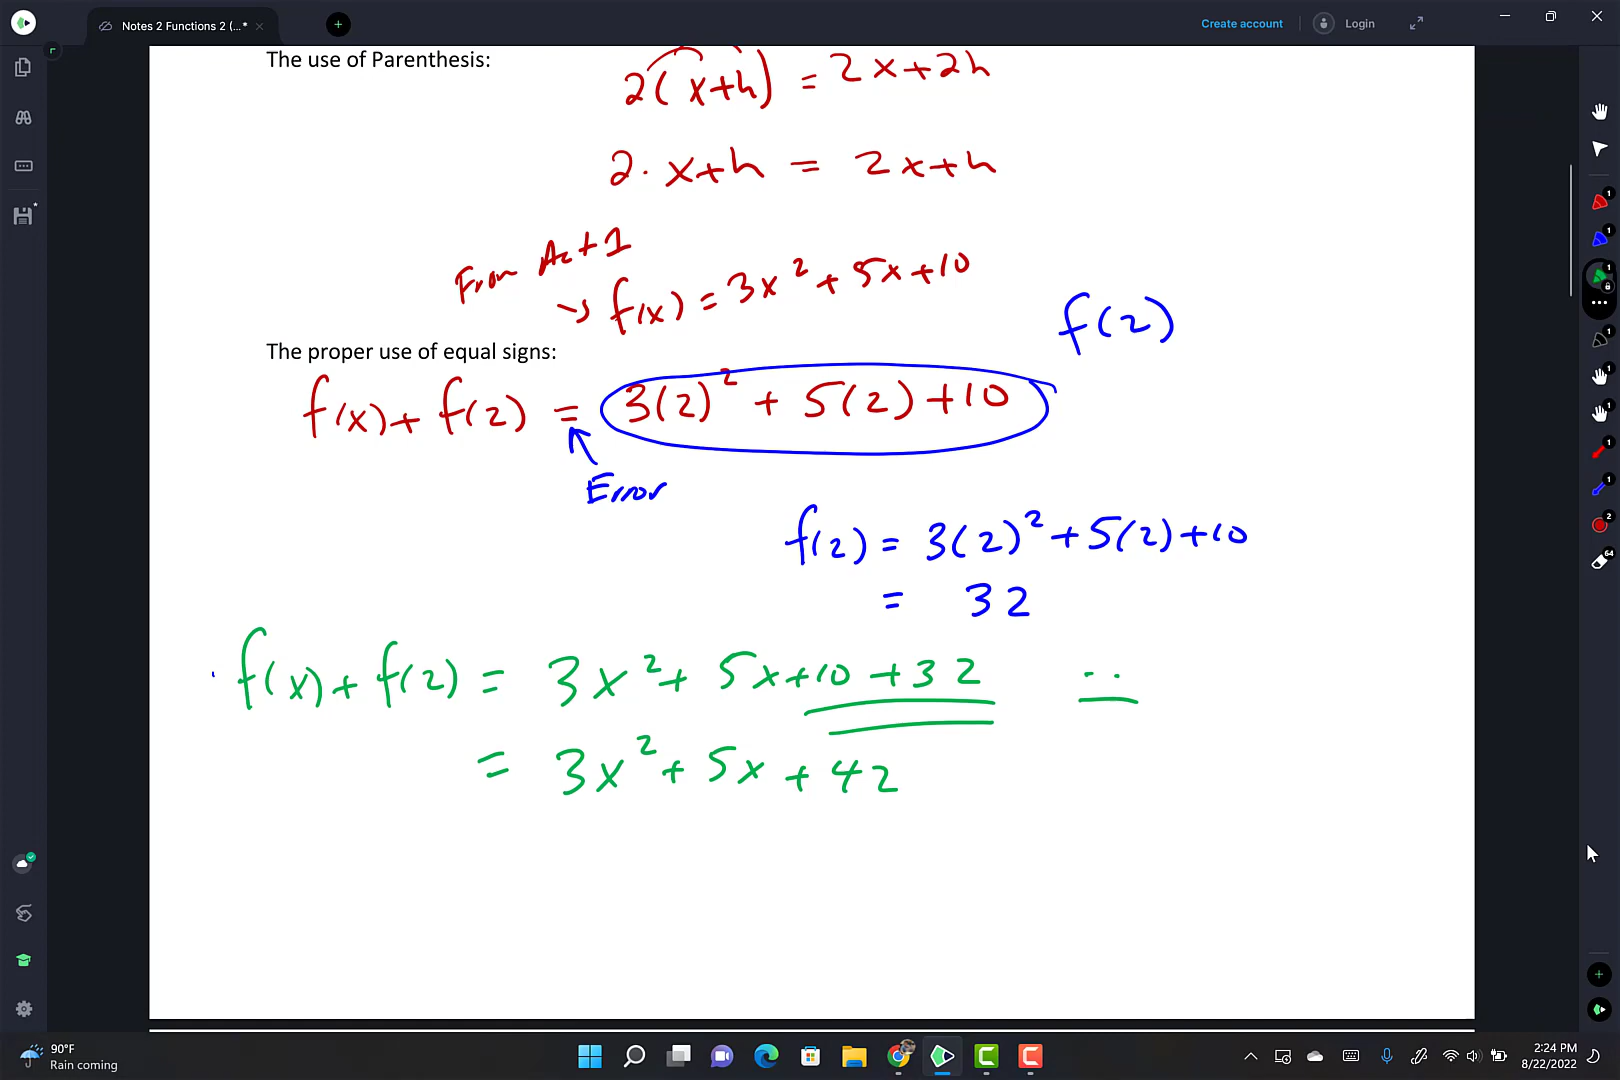 Notes 2 Functions 2 (...*
Create account
Login
The use of Parenthesis:
2(x+h) = 2x+2h
2·x+h = 2x+h
From Act 1
→ f(x) = 3x² + 5x+10
f(2)
The proper use of equal signs:
f(x)+ f(2) = 3(2)² + 5(2)+10
Error
f(2) = 3(2)²+5(2)+10
= 32
f(x)+f(2) = 3x²+ 5x+10 +32
= 3x²+ 5x +42
90°F
Rain coming
2:24 PM
8/22/2022